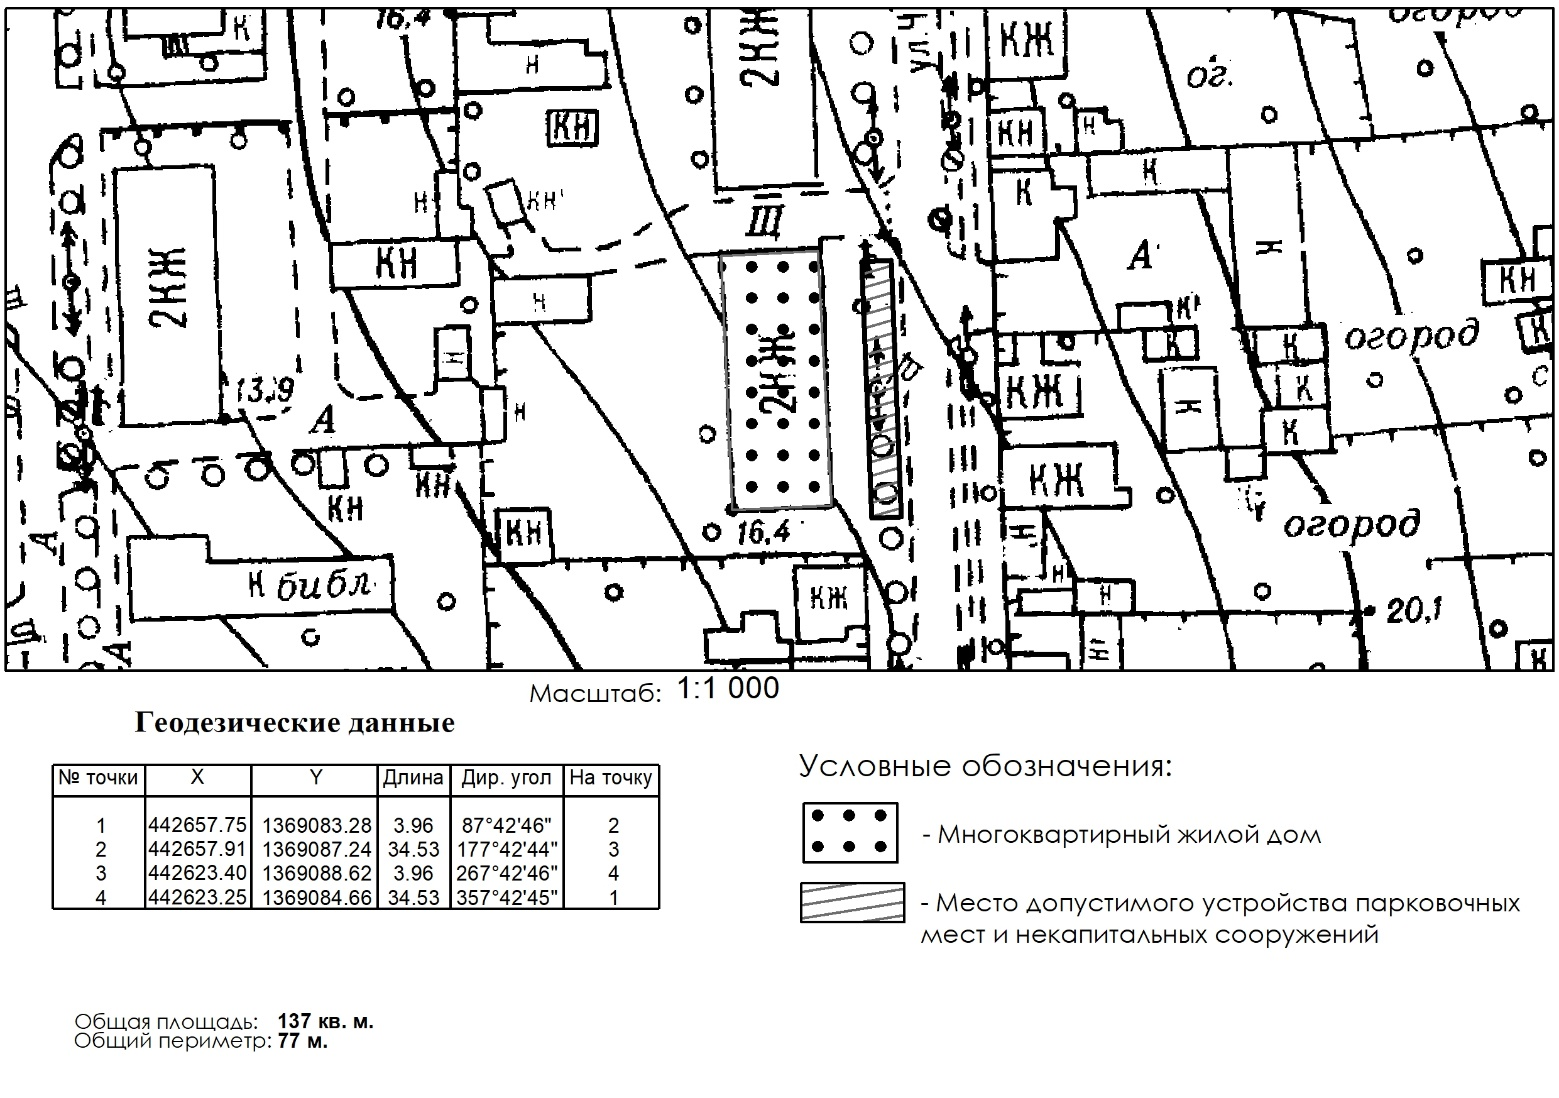 16,4
К
Н
2КЖ
ул. Ч
КЖ
огород
ог.
КН
КН
Н
2КЖ
Н
КН'
Щ
К
К
А
Н
КН
КН
Н
КН
К'
огород
К
К
К
2КЖ
Н
13,9
А
Н
КЖ
Н
К
К
С
КН
КН
КЖ
огород
А
КН
16,4
Н
К библ.
КЖ
Н
Н
20,1
А
Н
К
Масштаб: 1:1 000
Геодезические данные
№ точки X Y Длина Дир. угол На точку
1 442657.75 1369083.28 3.96 87°42'46" 2
2 442657.91 1369087.24 34.53 177°42'44" 3
3 442623.40 1369088.62 3.96 267°42'46" 4
4 442623.25 1369084.66 34.53 357°42'45" 1
Условные обозначения:
- Многоквартирный жилой дом
- Место допустимого устройства парковочных
мест и некапитальных сооружений
Общая площадь: 137 кв. м.
Общий периметр: 77 м.